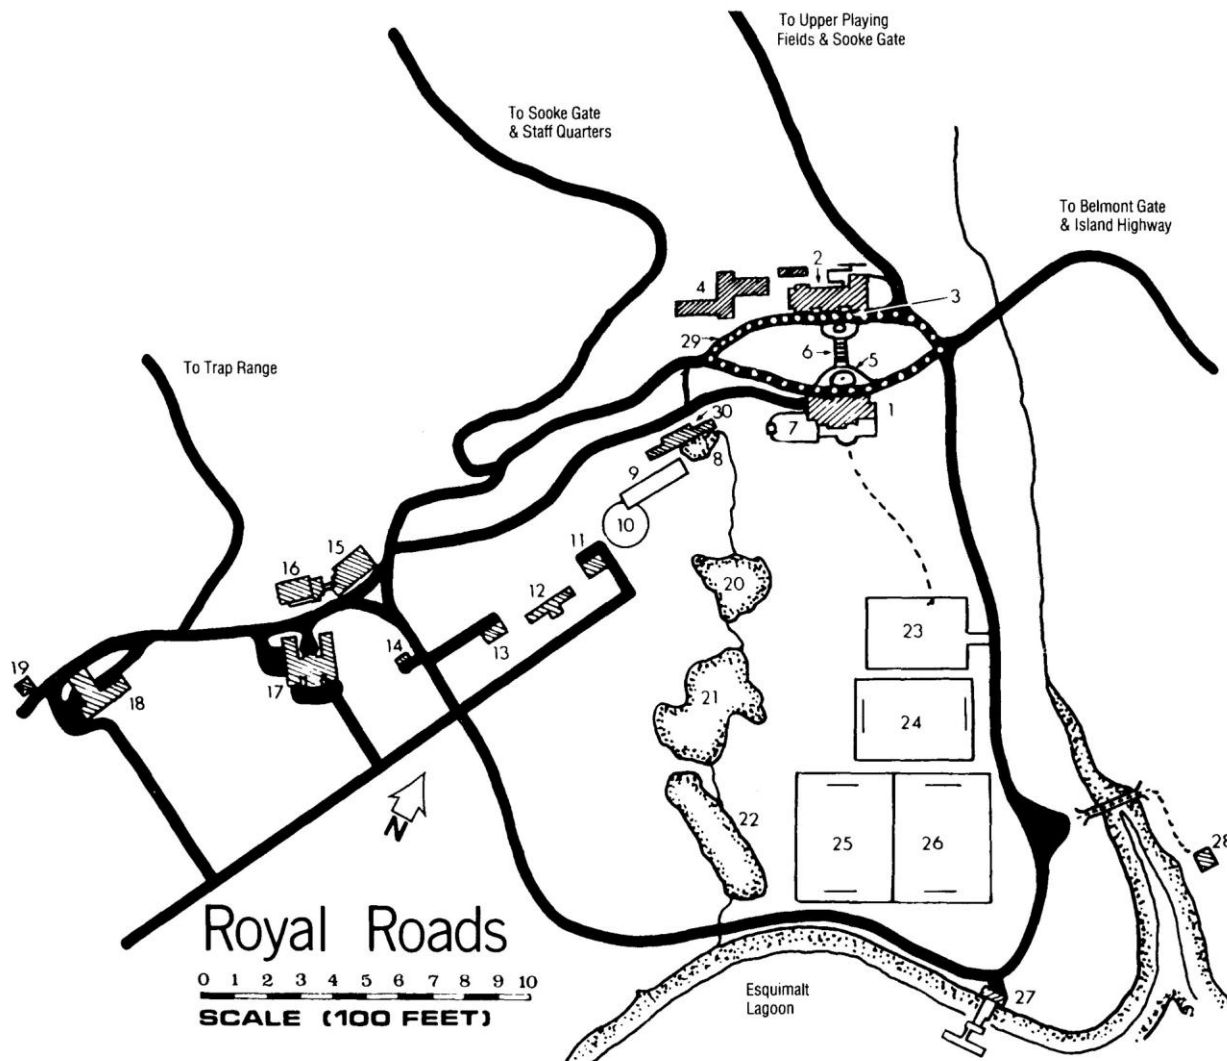 To Upper Playing
Fields & Sooke Gate
To Sooke Gate
& Staff Quarters
To Belmont Gate
& Island Highway
2
4
3
29
6
5
To Trap Range
30
1
7
9
8
10
15
11
16
12
20
14
13
23
19
18
17
21
24
N
22
25
26
28
Royal Roads
0 1 2 3 4 5 6 7 8 9 10
SCALE (100 FEET)
Esquimalt
Lagoon
27